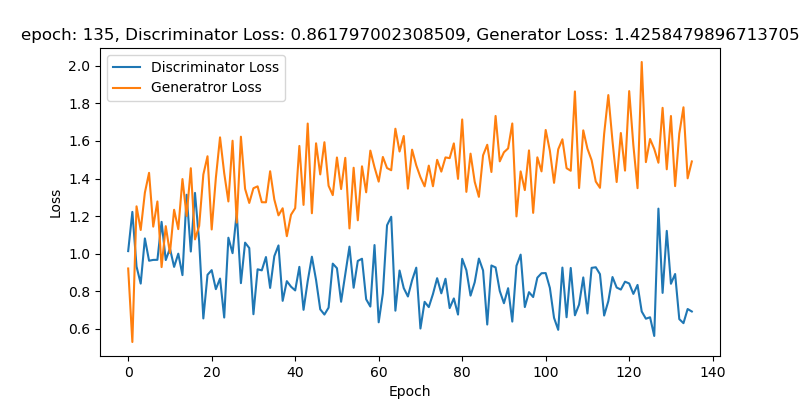 epoch: 135, Discriminator Loss: 0.861797002308509, Generator Loss: 1.4258479896713705
Discriminator Loss
Generatror Loss
2.0
1.8
1.6
1.4
1.2
1.0
0.8
0.6
Loss
0 20 40 60 80 100 120 140
Epoch